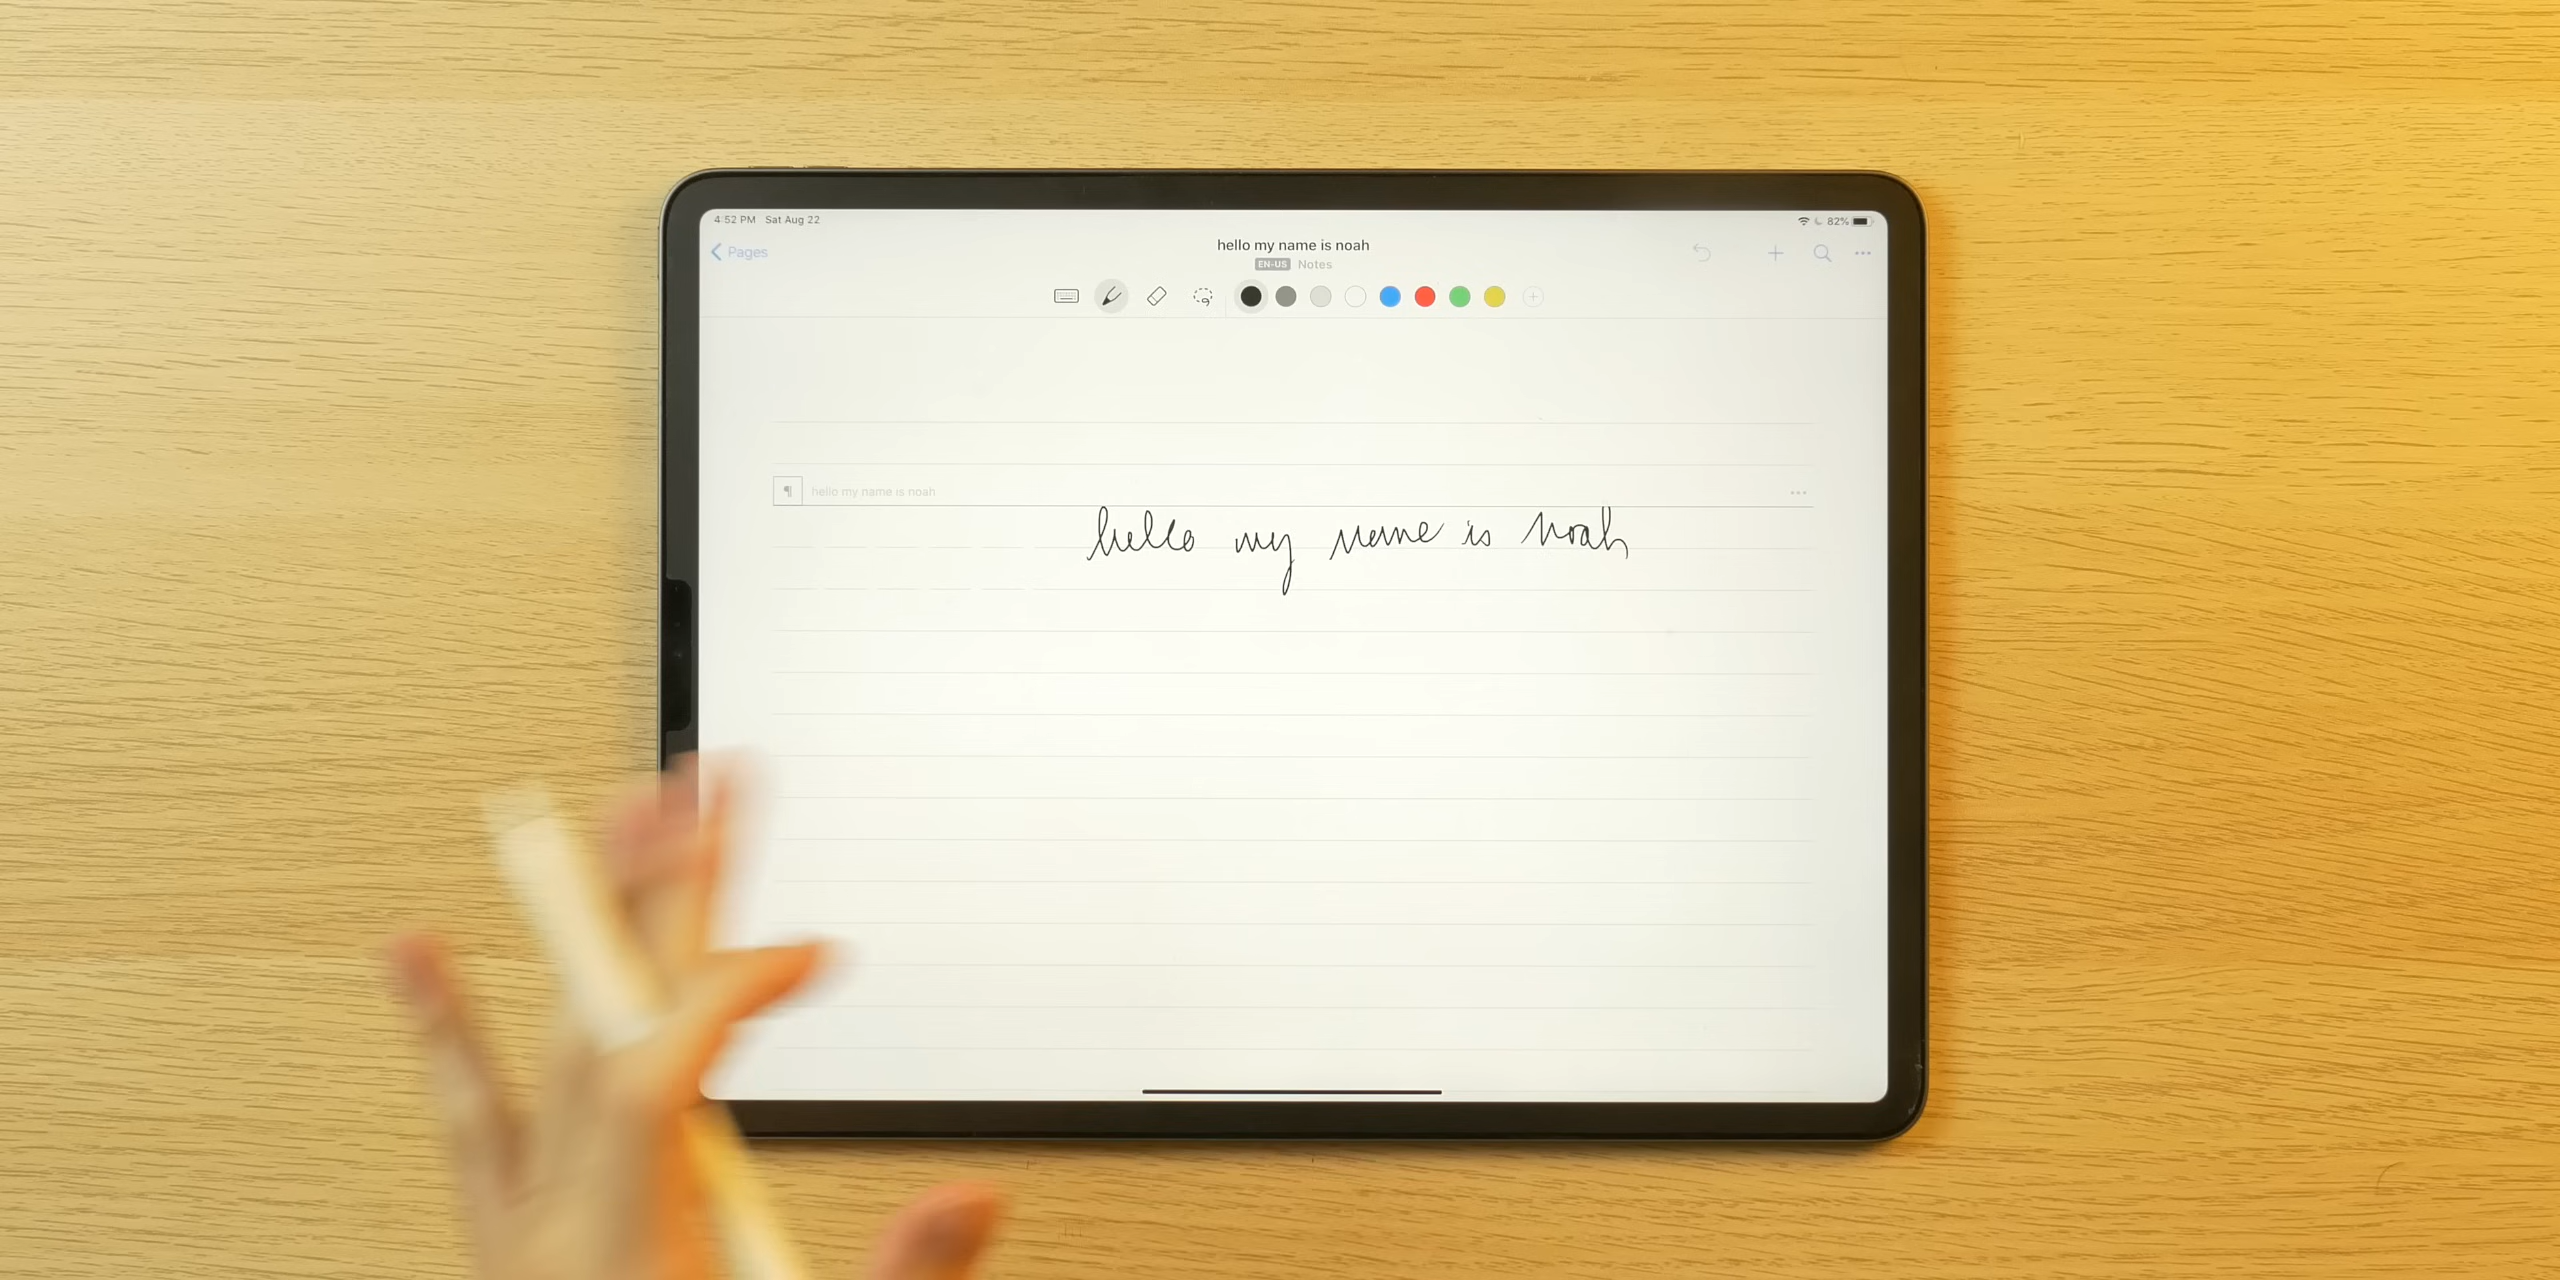 4:52 PM Sat Aug 22
82%
Pages
hello my name is noah
EN-US Notes
¶ hello my name is noah
hello my name is noah